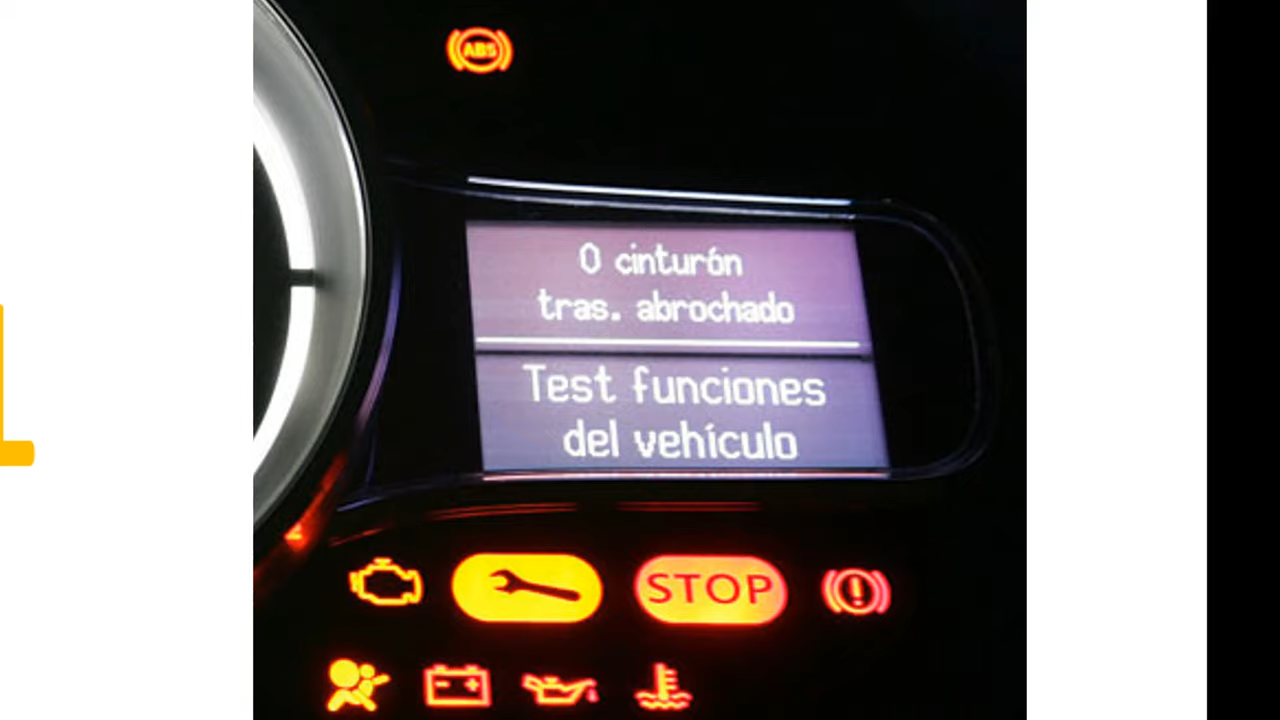 ABS
0 cinturón
tras. abrochado
Test funciones
del vehículo
STOP